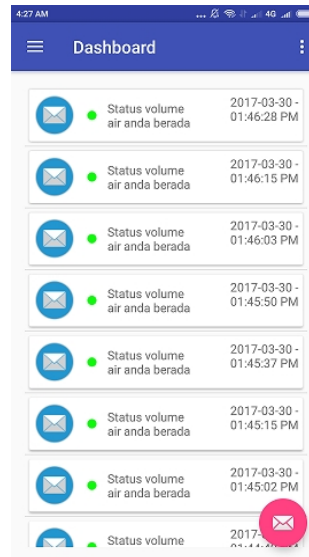 4:27 AM ... 4G
Dashboard
Status volume 2017-03-30 -
air anda berada 01:46:28 PM
Status volume 2017-03-30 -
air anda berada 01:46:15 PM
Status volume 2017-03-30 -
air anda berada 01:46:03 PM
Status volume 2017-03-30 -
air anda berada 01:45:50 PM
Status volume 2017-03-30 -
air anda berada 01:45:37 PM
Status volume 2017-03-30 -
air anda berada 01:45:15 PM
Status volume 2017-03-30 -
air anda berada 01:45:02 PM
Status volume 2017-